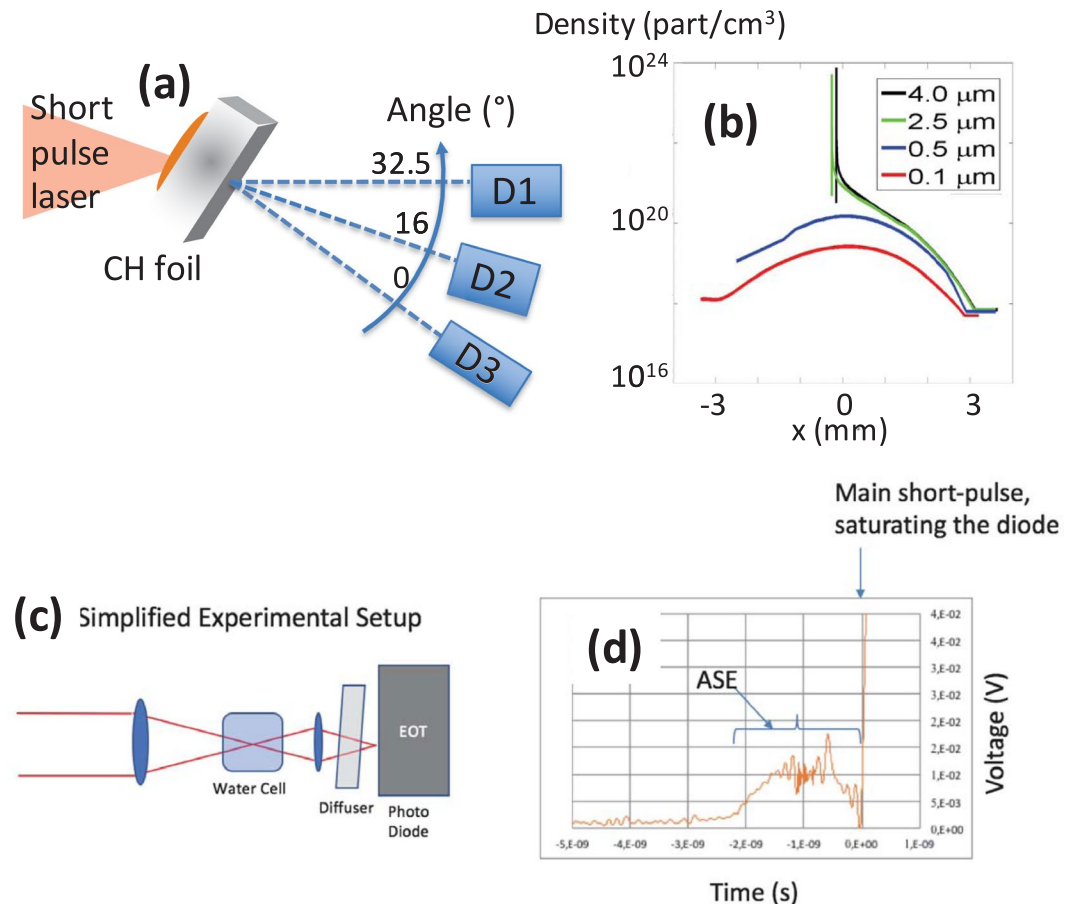 (a)
Short
pulse
laser
CH foil
Angle (°)
32.5
16
0
D1
D2
D3
Density (part/cm³)
(b)
10²⁴
10²⁰
10¹⁶
4.0 μm
2.5 μm
0.5 μm
0.1 μm
-3
0
3
x (mm)
(c)
Simplified Experimental Setup
Water Cell
Diffuser
EOT
Photo
Diode
Main short-pulse,
saturating the diode
(d)
ASE
4,E-02
4,E-02
3,E-02
3,E-02
2,E-02
2,E-02
1,E-02
5,E-03
0,E+00
Voltage (V)
-5,E-09
-4,E-09
-3,E-09
-2,E-09
-1,E-09
0,E+00
1,E-09
Time (s)